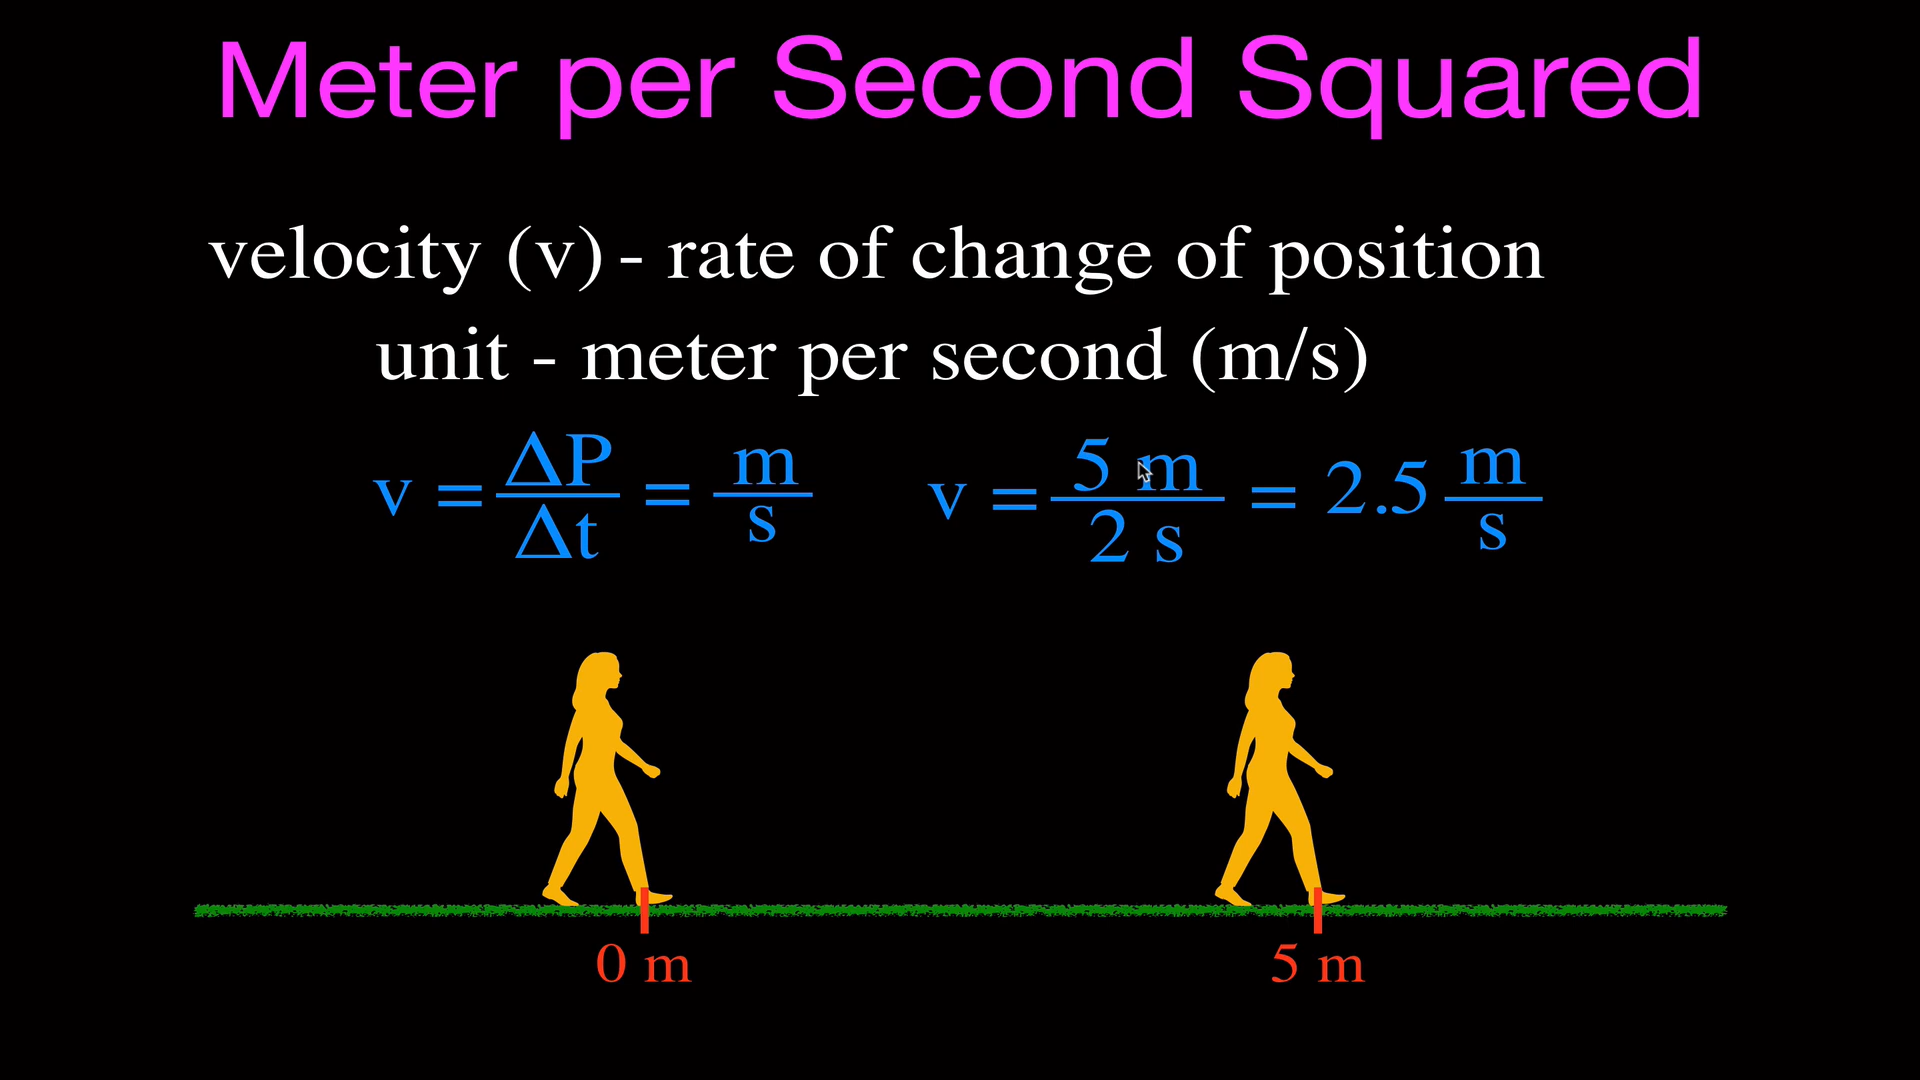 Meter per Second Squared
velocity (v) - rate of change of position
unit - meter per second (m/s)
v = ΔP/Δt = m/s v = 5 m/2 s = 2.5 m/s
0 m 5 m